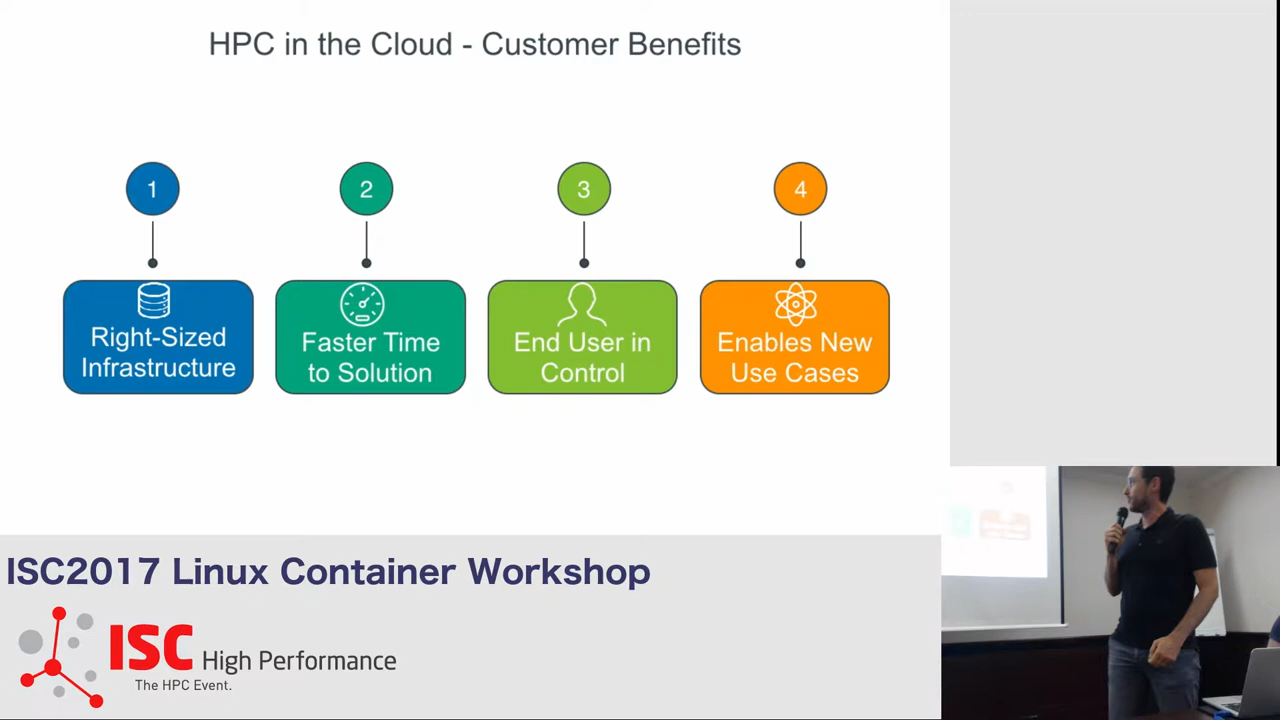 HPC in the Cloud - Customer Benefits
1
2
3
4
Right-Sized
Infrastructure
Faster Time
to Solution
End User in
Control
Enables New
Use Cases
ISC2017 Linux Container Workshop
ISC High Performance
The HPC Event.